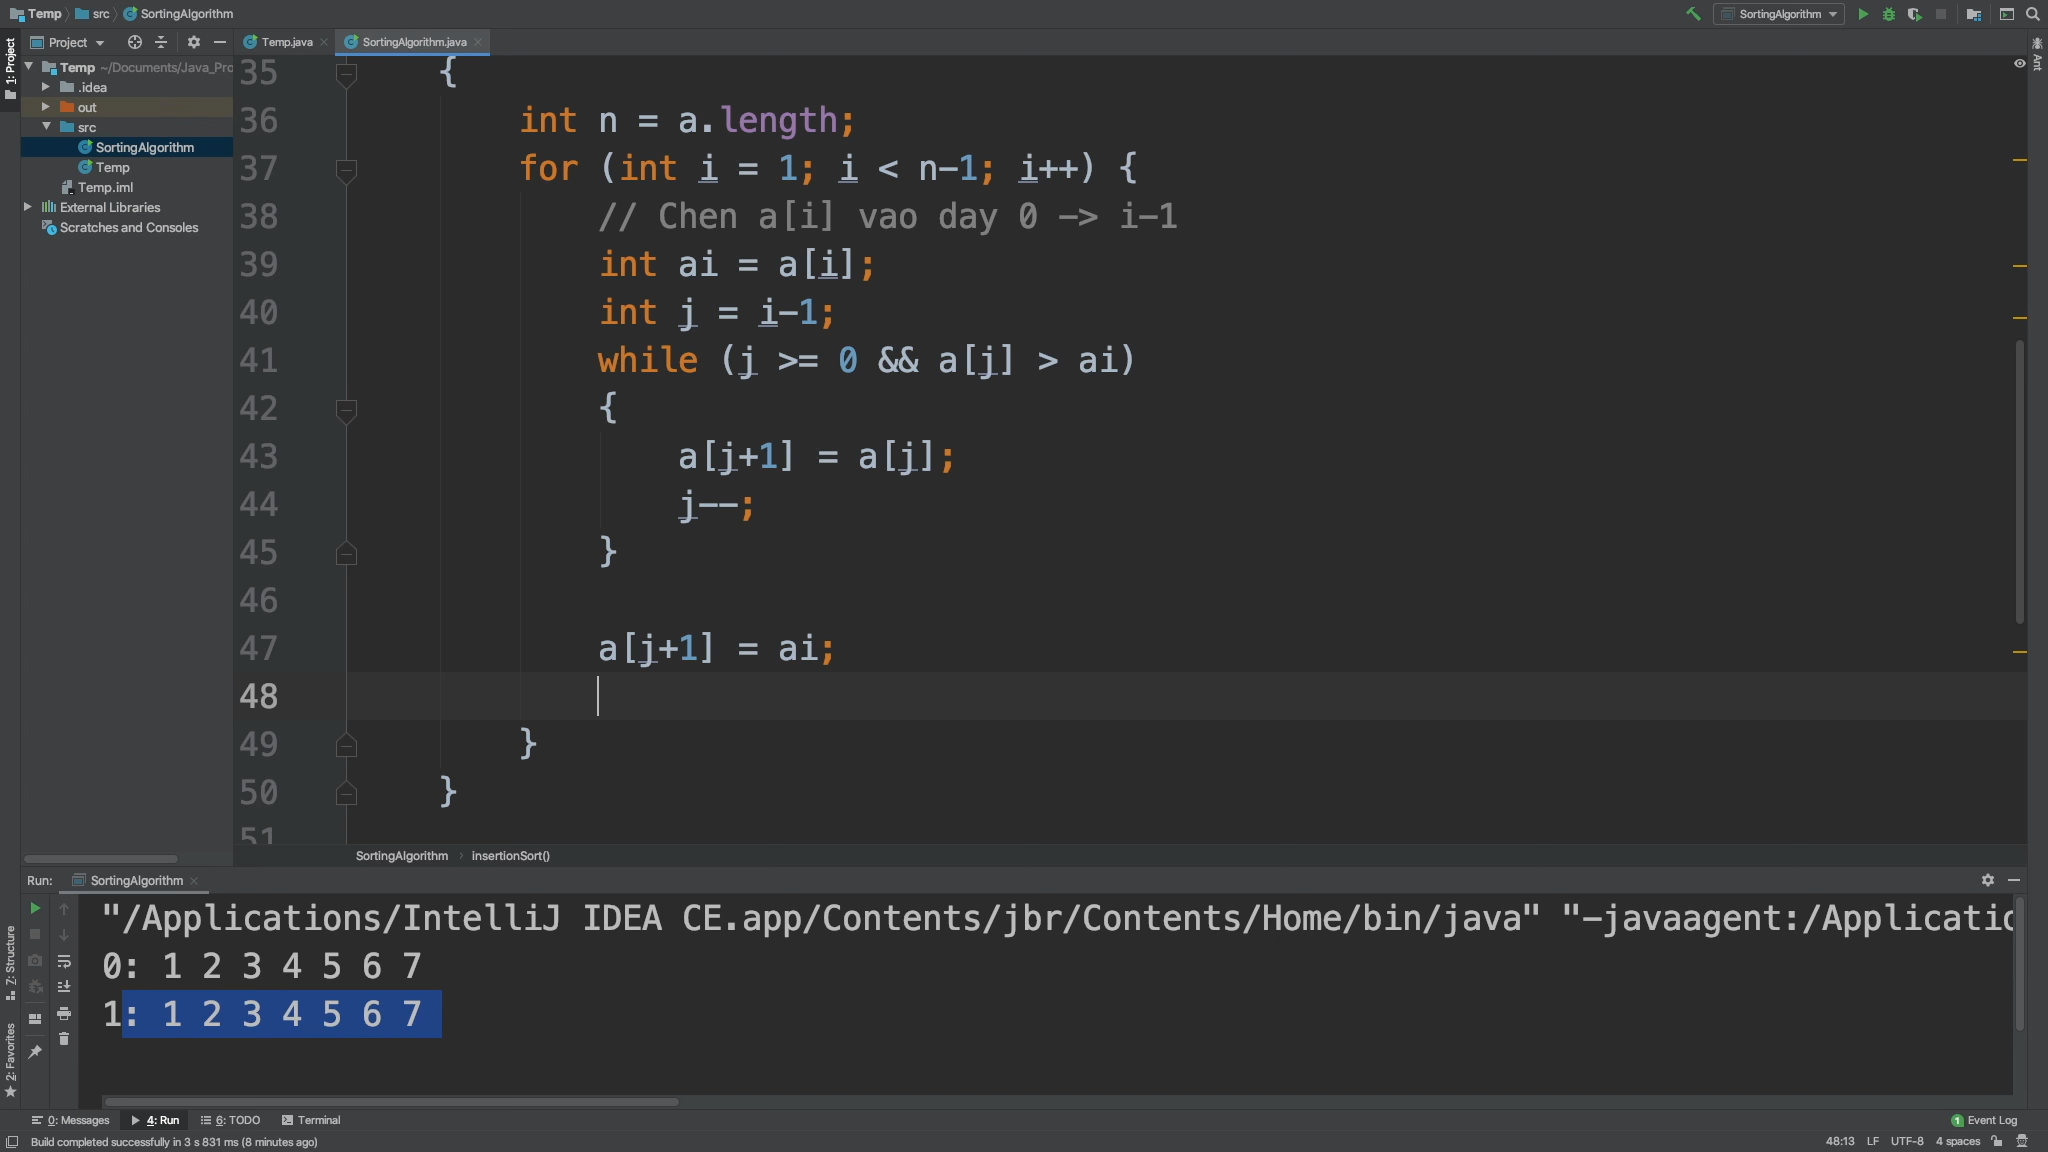 Temp src SortingAlgorithm
SortingAlgorithm
1: Project
Project
Temp.java
SortingAlgorithm.java
Ant
Temp ~/Documents/Java_Pro
.idea
out
src
SortingAlgorithm
Temp
Temp.iml
External Libraries
Scratches and Consoles
35 {
36 int n = a.length;
37 for (int i = 1; i < n-1; i++) {
38 // Chen a[i] vao day 0 -> i-1
39 int ai = a[i];
40 int j = i-1;
41 while (j >= 0 && a[j] > ai)
42 {
43 a[j+1] = a[j];
44 j--;
45 }
46
47 a[j+1] = ai;
48
49 }
50 }
51
SortingAlgorithm insertionSort()
Run: SortingAlgorithm
"/Applications/IntelliJ IDEA CE.app/Contents/jbr/Contents/Home/bin/java" "-javaagent:/Applicatic
0: 1 2 3 4 5 6 7
1: 1 2 3 4 5 6 7
Z: Structure
2: Favorites
0: Messages 4: Run 6: TODO Terminal 1 Event Log
Build completed successfully in 3 s 831 ms (8 minutes ago) 48:13 LF UTF-8 4 spaces